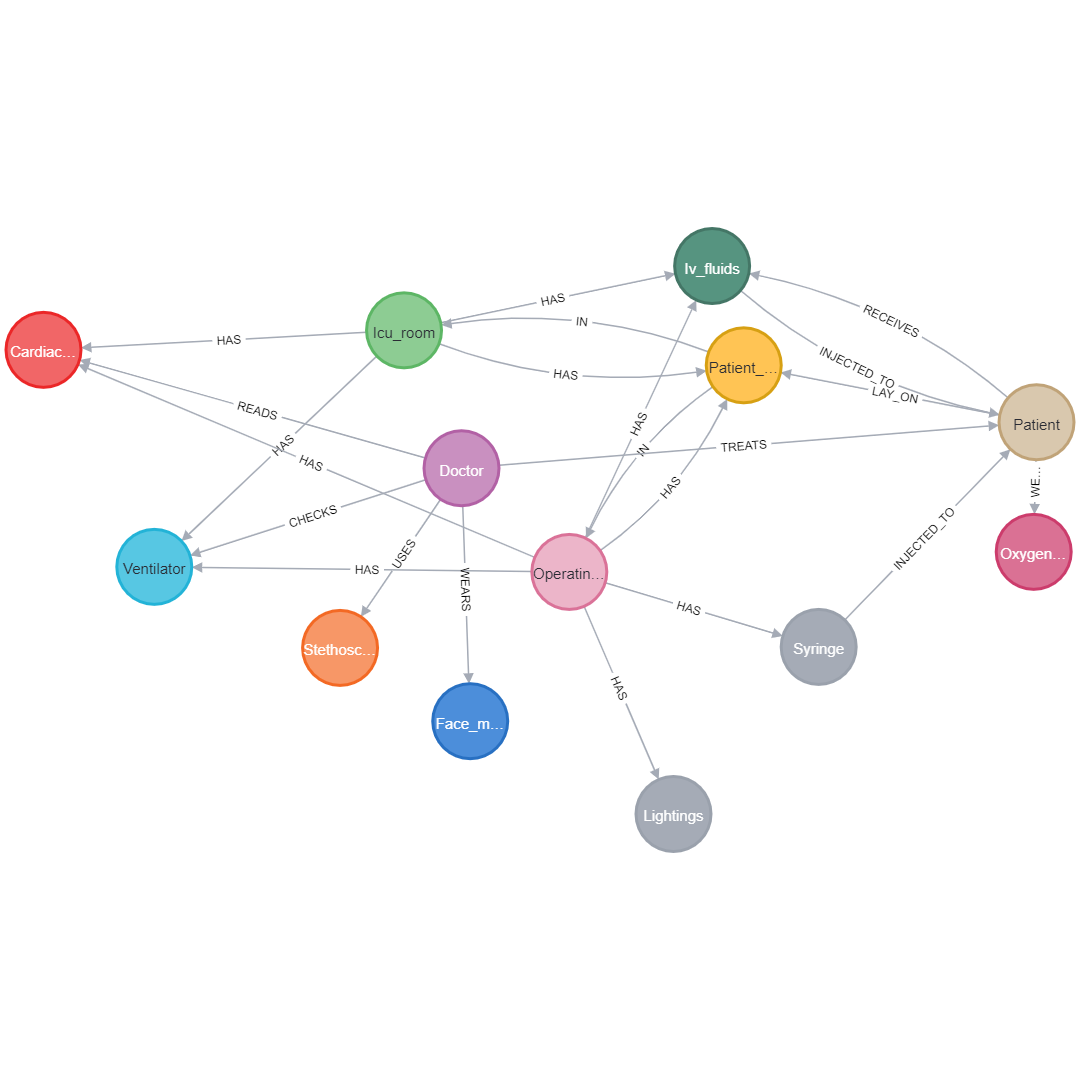 Iv_fluids
HAS
RECEIVES
IN
Icu_room
HAS
Cardiac...
INJECTED_TO
Patient_...
HAS
LAY_ON
READS
HAS
Patient
HAS
TREATS
IN
HAS
Doctor
HAS
WE...
CHECKS
INJECTED_TO
USES
Oxygen...
Ventilator
HAS
Operatin...
WEARS
HAS
Stethosc...
Syringe
HAS
Face_m...
Lightings